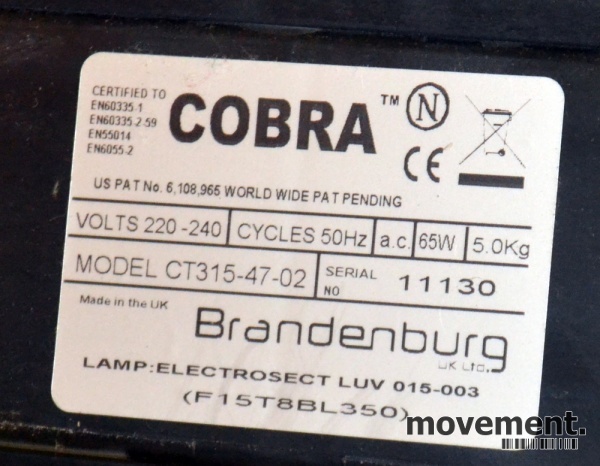 CERTIFIED TO
EN60335-1
EN60335-2-59
EN55014
EN6055-2
COBRA ™
N
CE
US PAT No. 6,108,965 WORLD WIDE PAT PENDING
VOLTS 220-240 CYCLES 50Hz a.c. 65W 5.0Kg
MODEL CT315-47-02 SERIAL NO 11130
Made in the UK
Brandenburg
UK Ltd.
LAMP:ELECTROSECT LUV 015-003
(F15T8BL350)
movement.